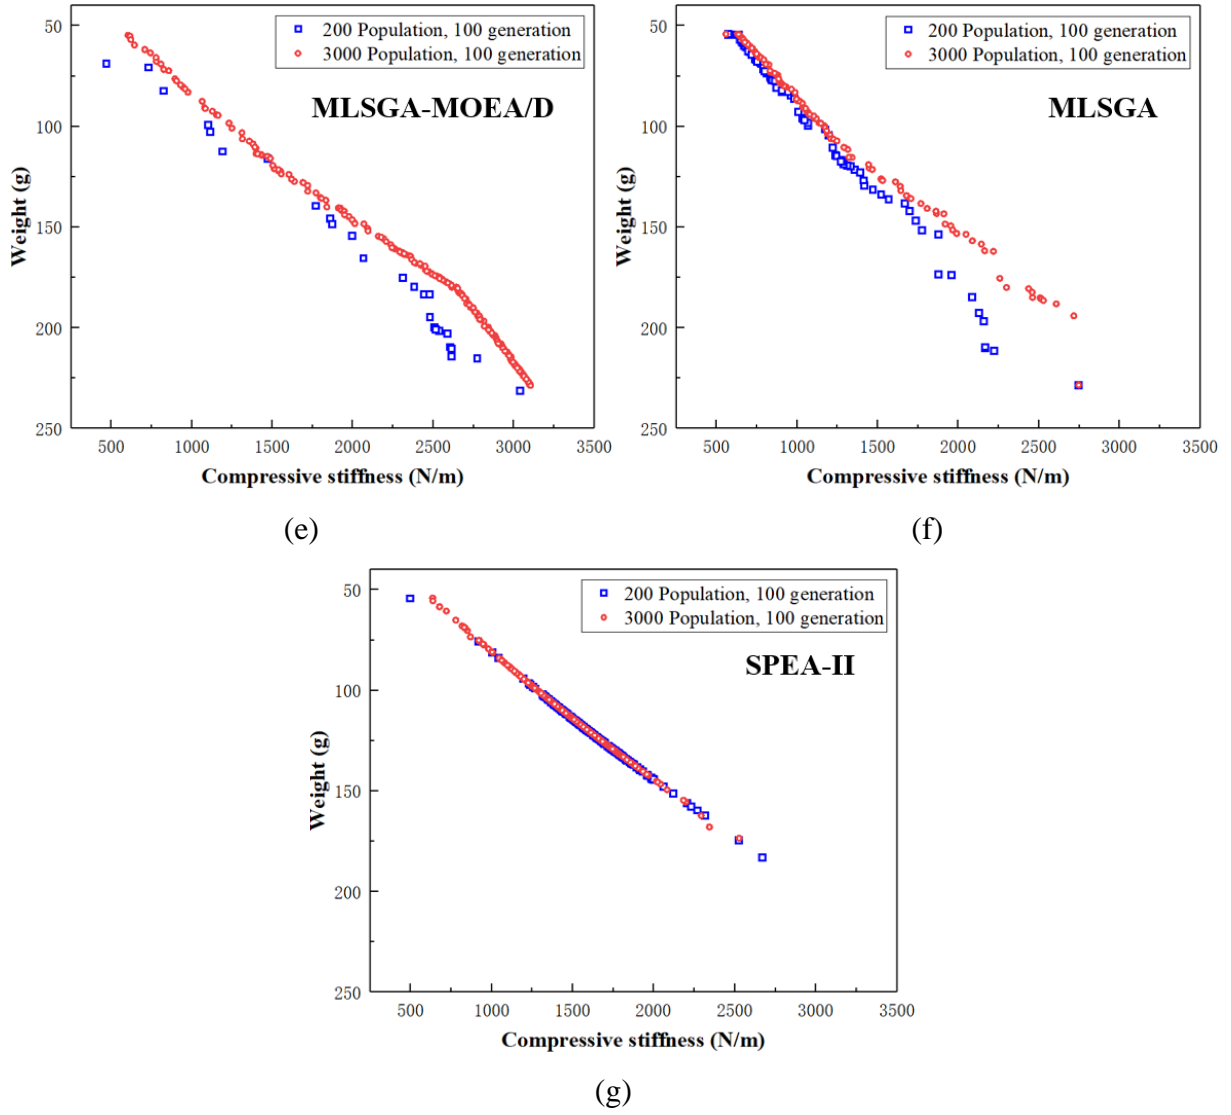 50
100
150
200
250
Weight (g)
200 Population, 100 generation
3000 Population, 100 generation
MLSGA-MOEA/D
500 1000 1500 2000 2500 3000 3500
Compressive stiffness (N/m)
(e)
50
100
150
200
250
Weight (g)
200 Population, 100 generation
3000 Population, 100 generation
MLSGA
500 1000 1500 2000 2500 3000 3500
Compressive stiffness (N/m)
(f)
50
100
150
200
250
Weight (g)
200 Population, 100 generation
3000 Population, 100 generation
SPEA-II
500 1000 1500 2000 2500 3000 3500
Compressive stiffness (N/m)
(g)